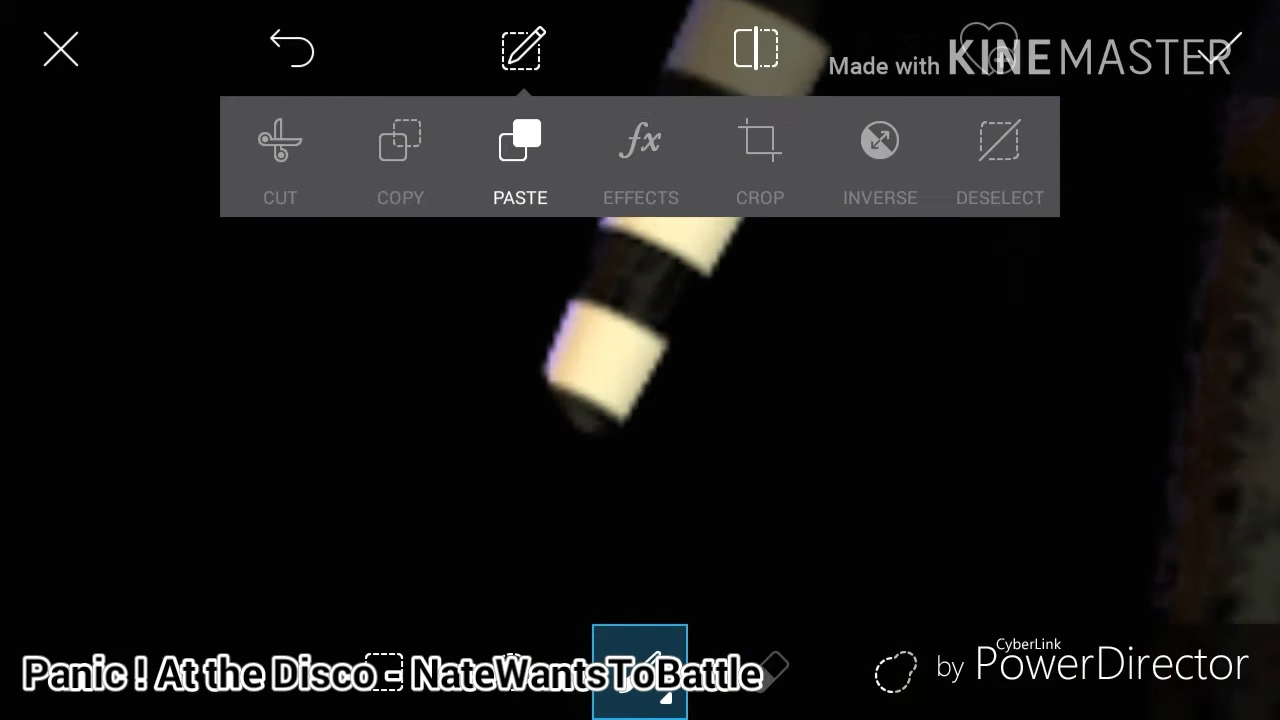 Made with KINEMASTER
CUT COPY PASTE EFFECTS CROP INVERSE DESELECT
Panic ! At the Disco - NateWantsToBattle
CyberLink
by PowerDirector